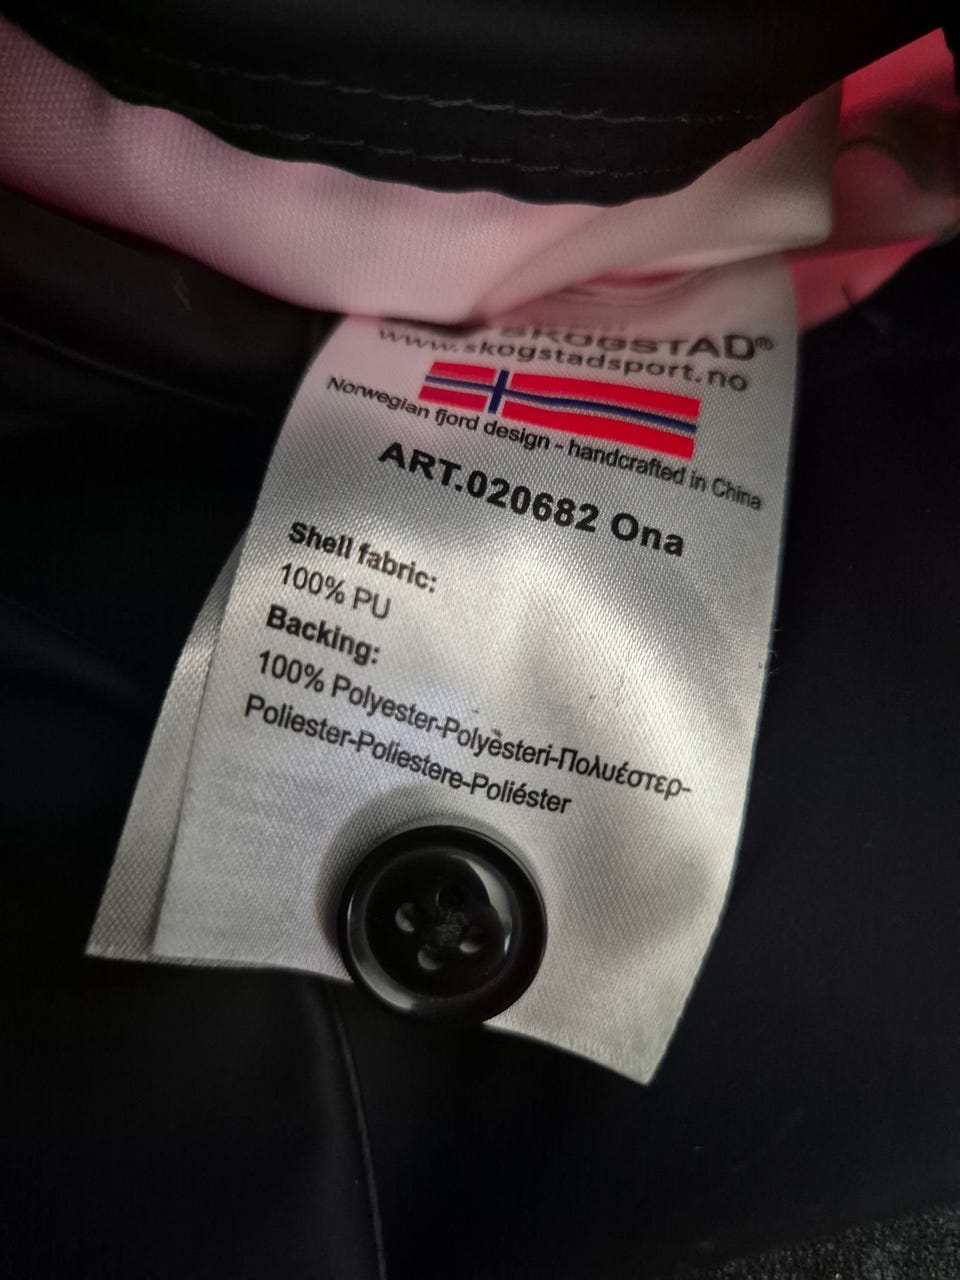 SKOGSTAD®
www.skogstadsport.no
Norwegian fjord design - handcrafted in China
ART.020682 Ona
Shell fabric:
100% PU
Backing:
100% Polyester-Polyesteri-Πολυέστερ-
Poliester-Poliestere-Poliéster